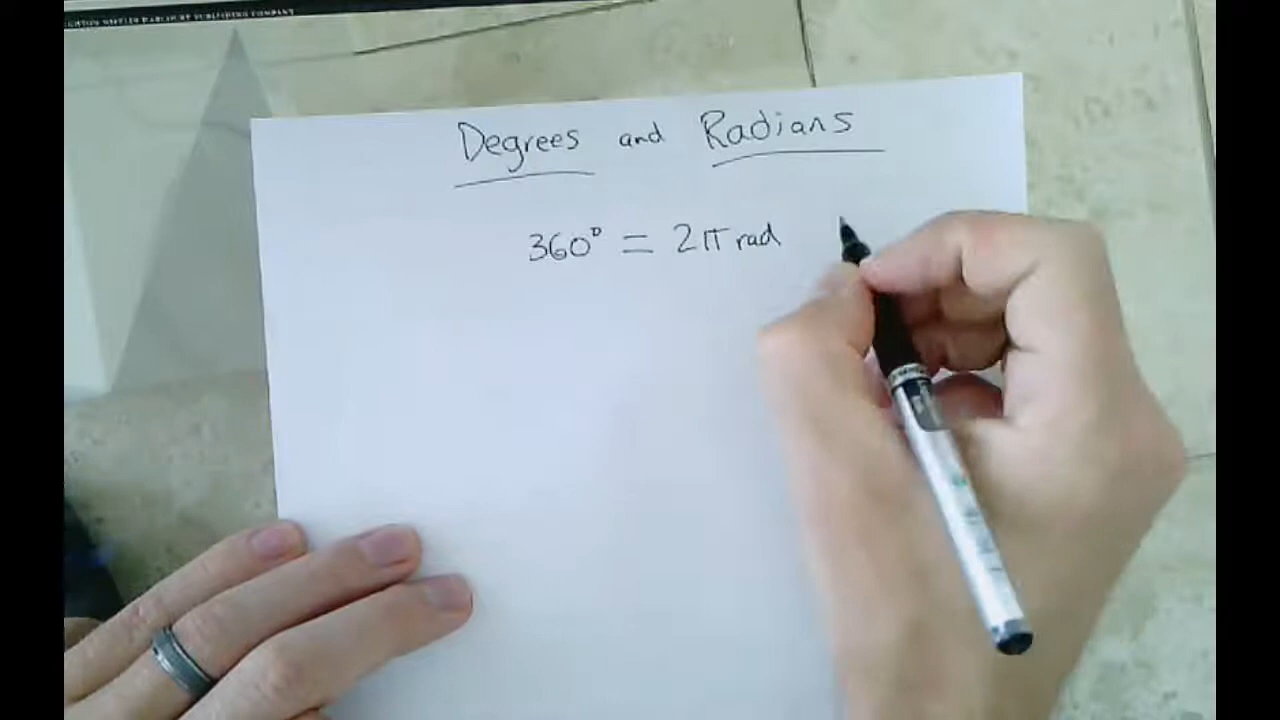 Degrees and Radians
360° = 2π rad